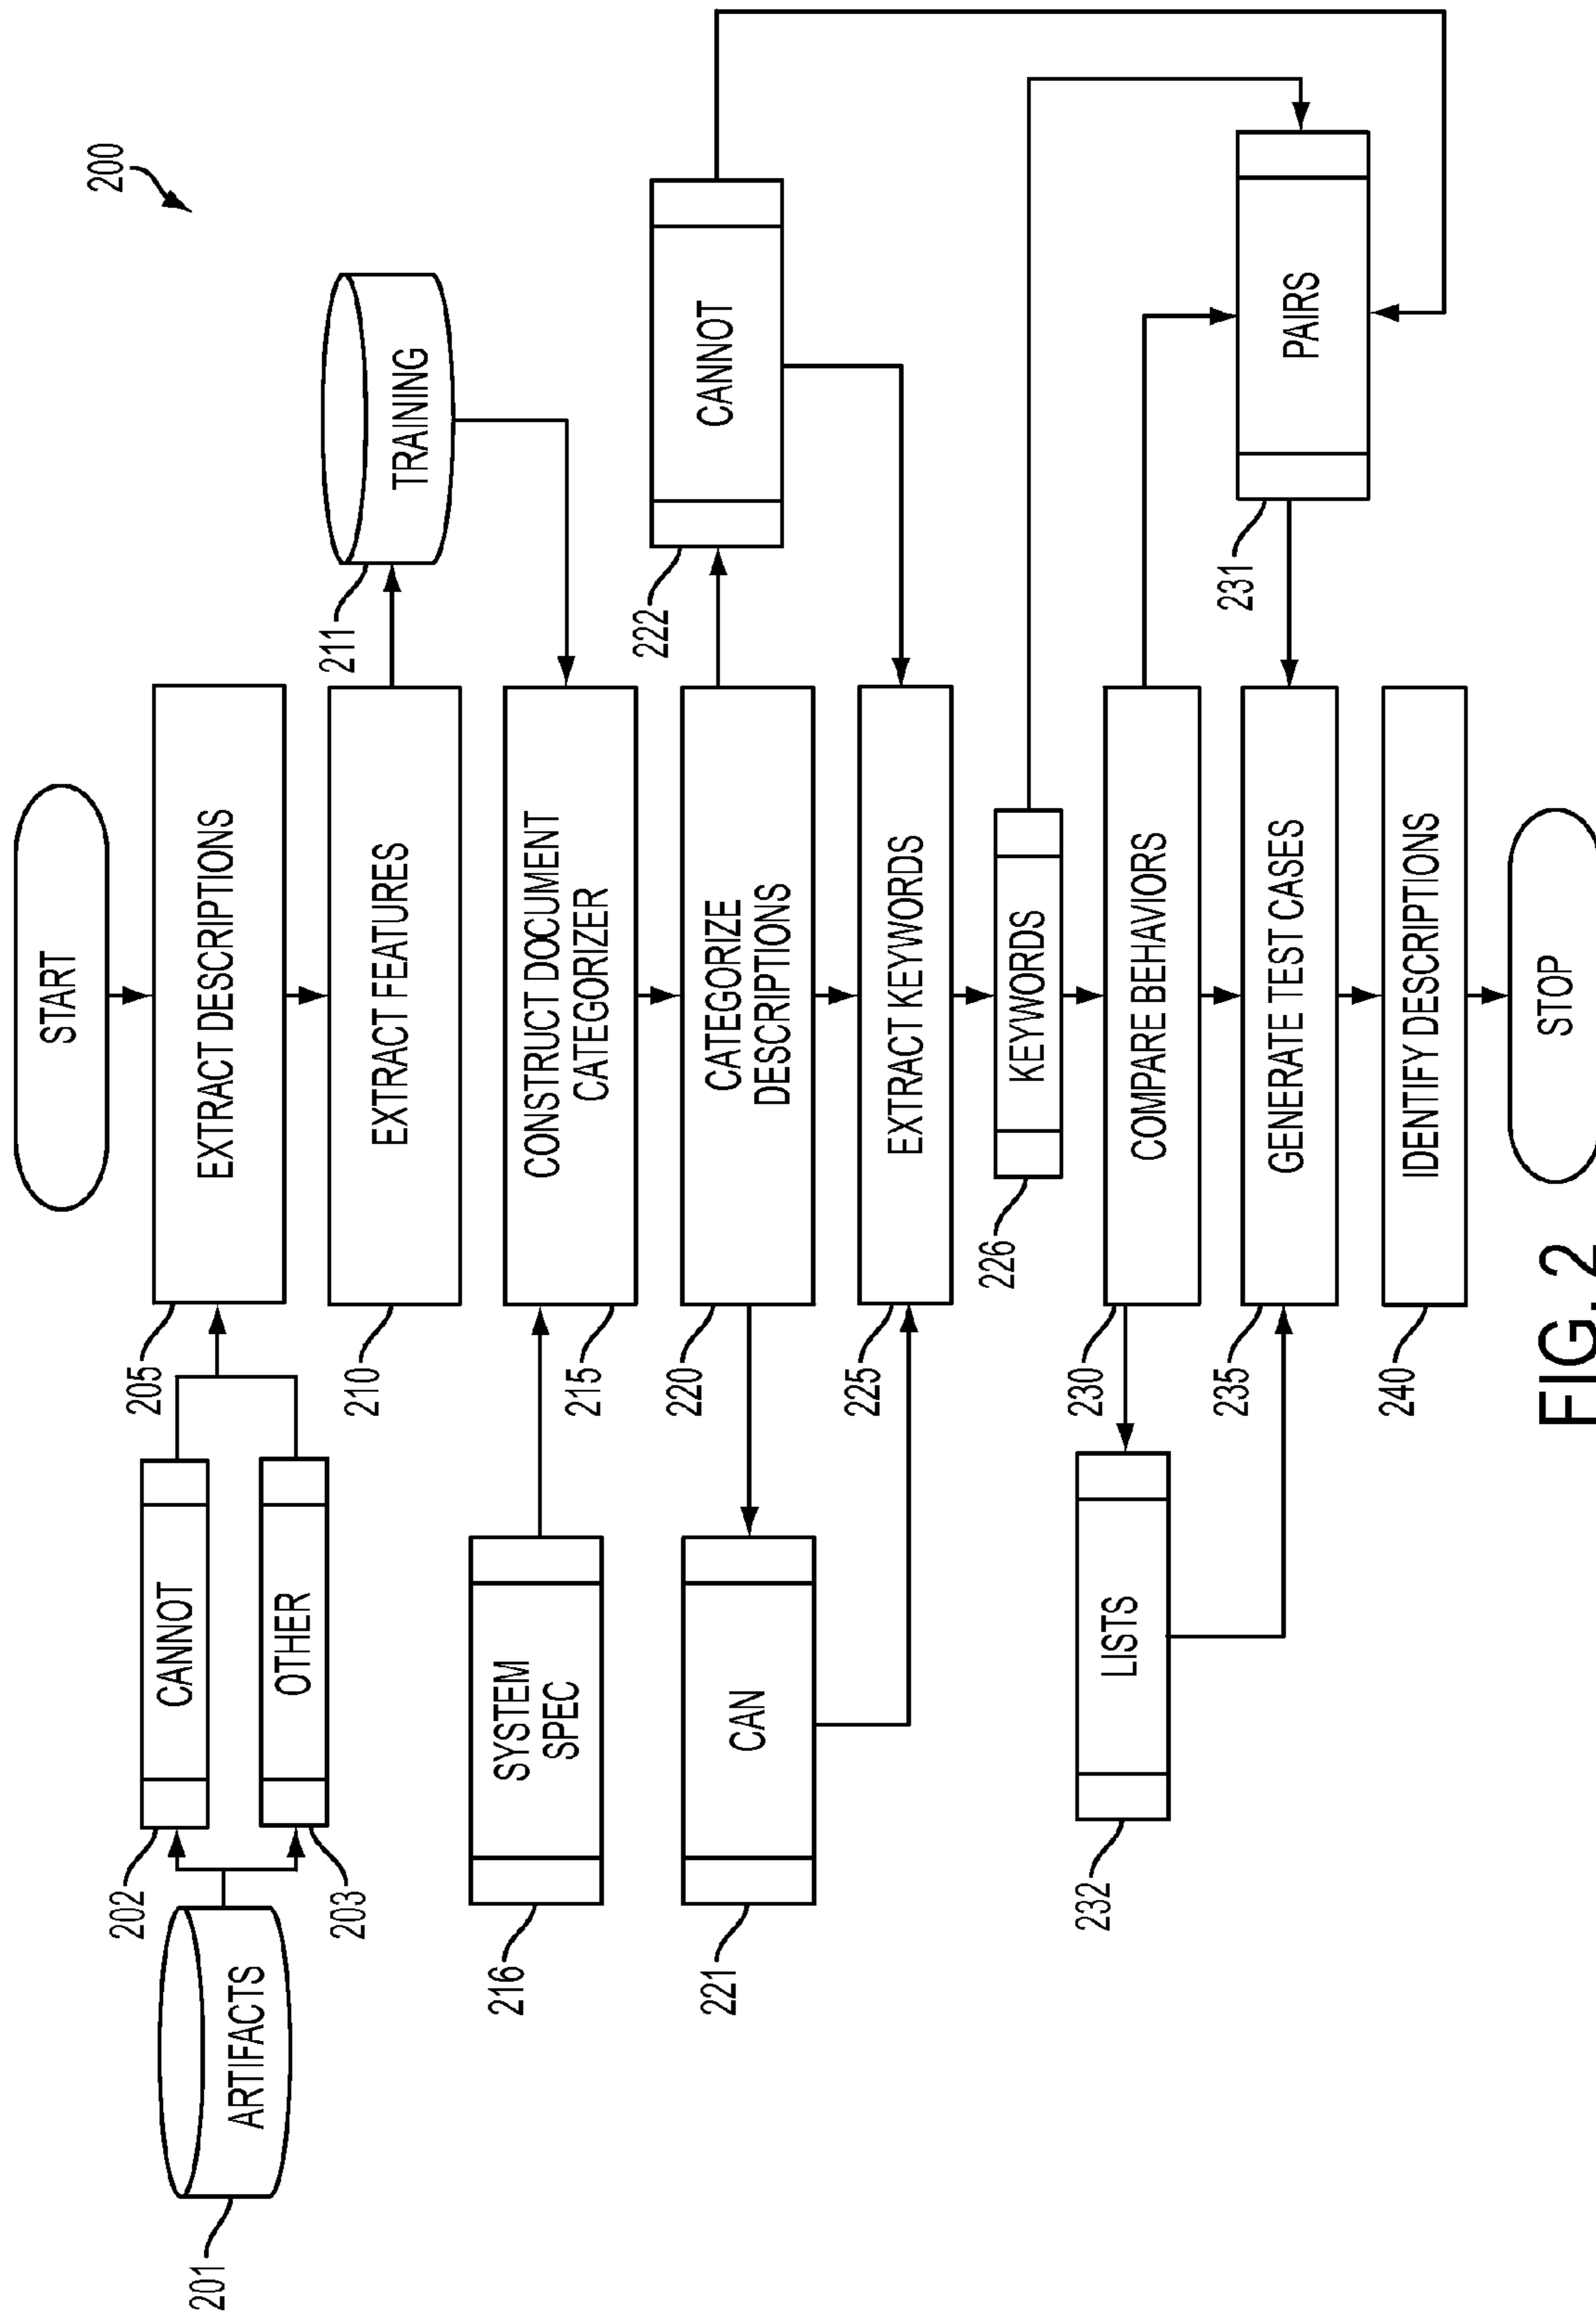 200
START
201
ARTIFACTS
202
CANNOT
203
OTHER
205
EXTRACT DESCRIPTIONS
210
EXTRACT FEATURES
211
TRAINING
216
SYSTEM
SPEC
215
CONSTRUCT DOCUMENT
CATEGORIZER
220
CATEGORIZE
DESCRIPTIONS
221
CAN
222
CANNOT
225
EXTRACT KEYWORDS
226
KEYWORDS
230
COMPARE BEHAVIORS
232
LISTS
231
PAIRS
235
GENERATE TEST CASES
240
IDENTIFY DESCRIPTIONS
STOP
FIG. 2